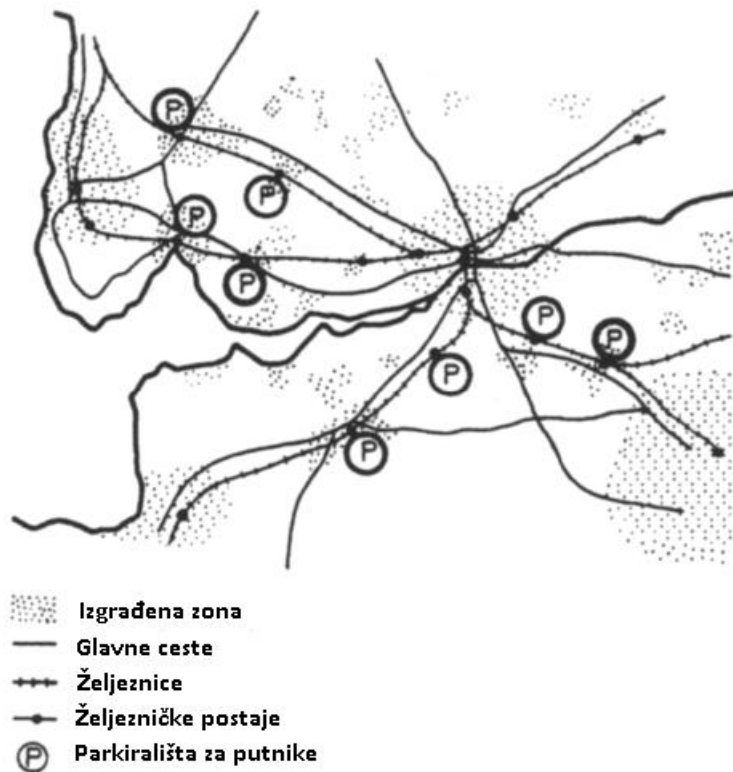 P
P
P
P
P
P
P
P
Izgrađena zona
Glavne ceste
Željeznice
Željezničke postaje
P Parkirališta za putnike